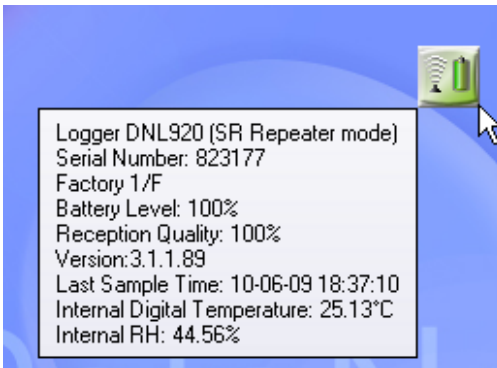 Logger DNL920 (SR Repeater mode)
Serial Number: 823177
Factory 1/F
Battery Level: 100%
Reception Quality: 100%
Version:3.1.1.89
Last Sample Time: 10-06-09 18:37:10
Internal Digital Temperature: 25.13°C
Internal RH: 44.56%